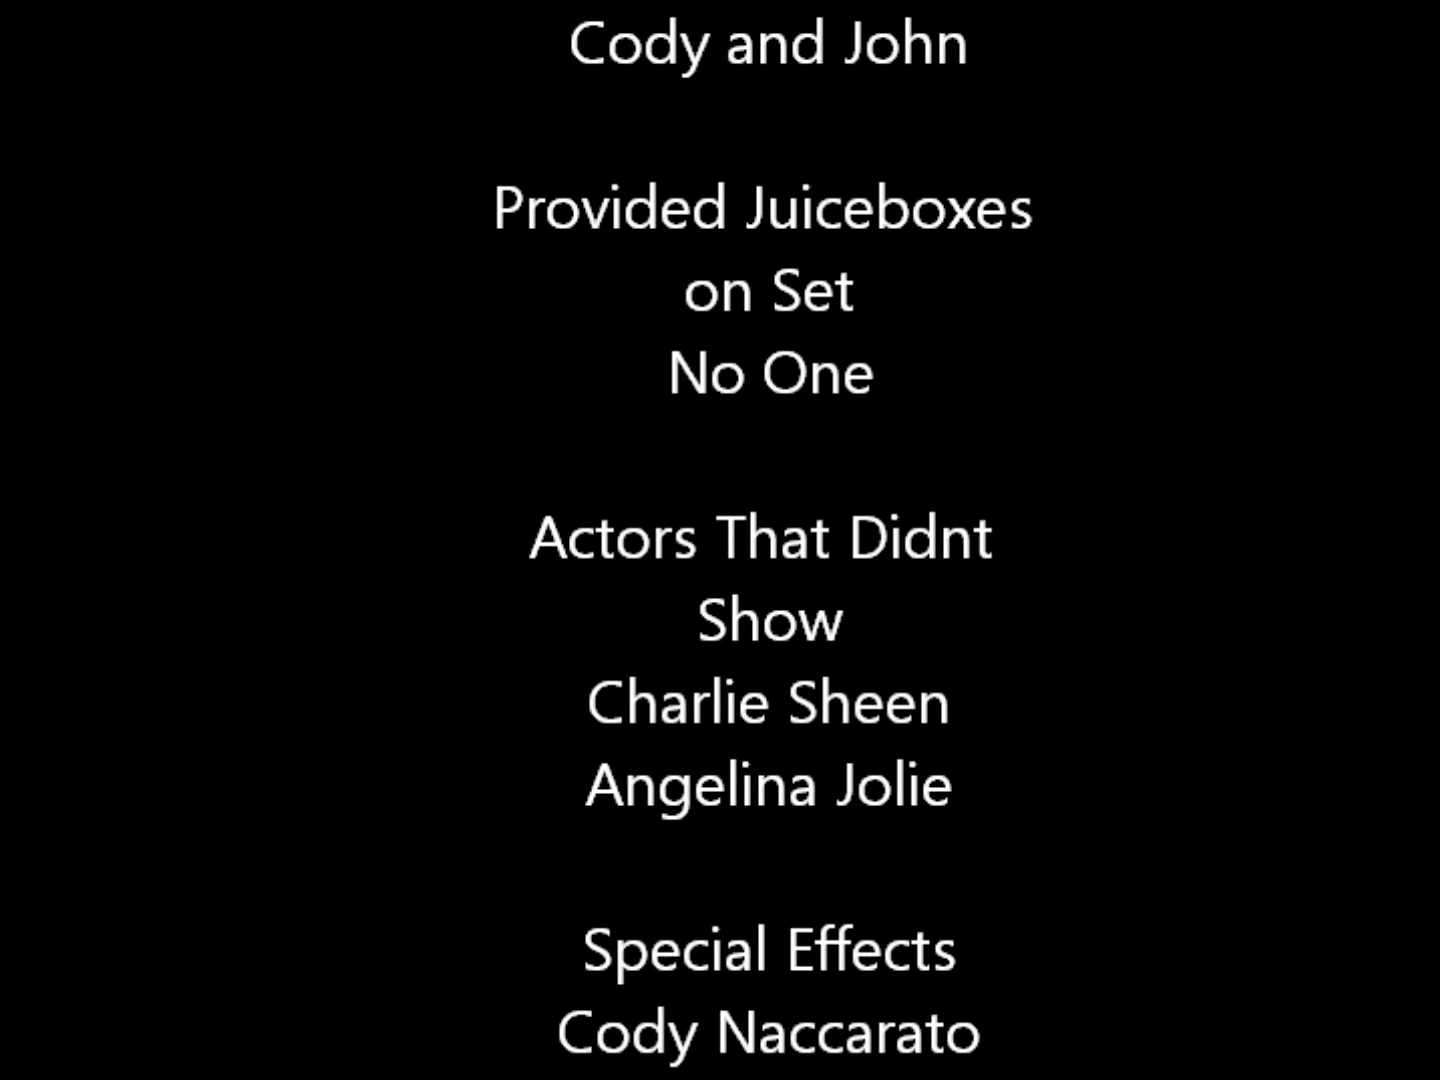 Cody and John
Provided Juiceboxes
on Set
No One
Actors That Didnt
Show
Charlie Sheen
Angelina Jolie
Special Effects
Cody Naccarato